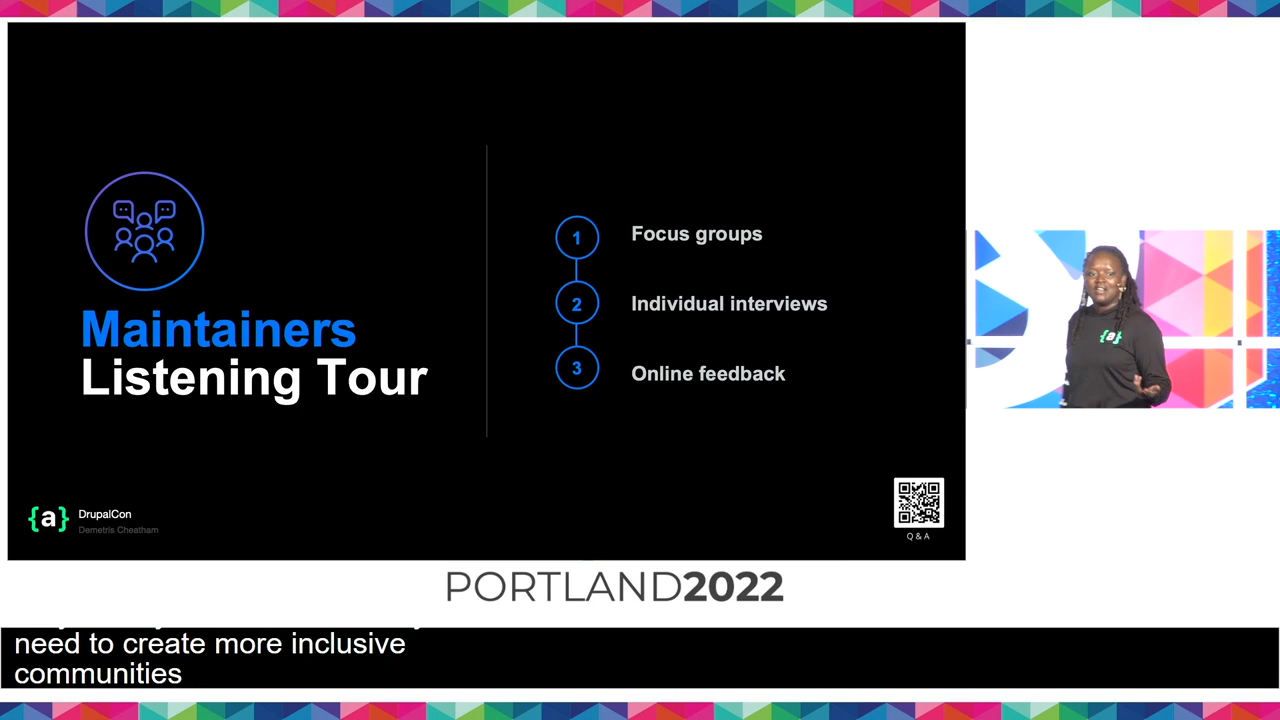 Maintainers
Listening Tour
1 Focus groups
2 Individual interviews
3 Online feedback
{a} DrupalCon
Demetris Cheatham
Q & A
{a}
PORTLAND2022
need to create more inclusive
communities